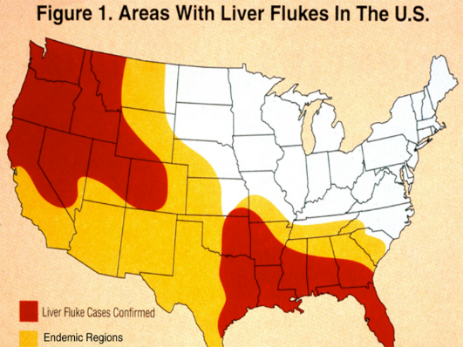 Figure 1. Areas With Liver Flukes In The U.S.
Liver Fluke Cases Confirmed
Endemic Regions